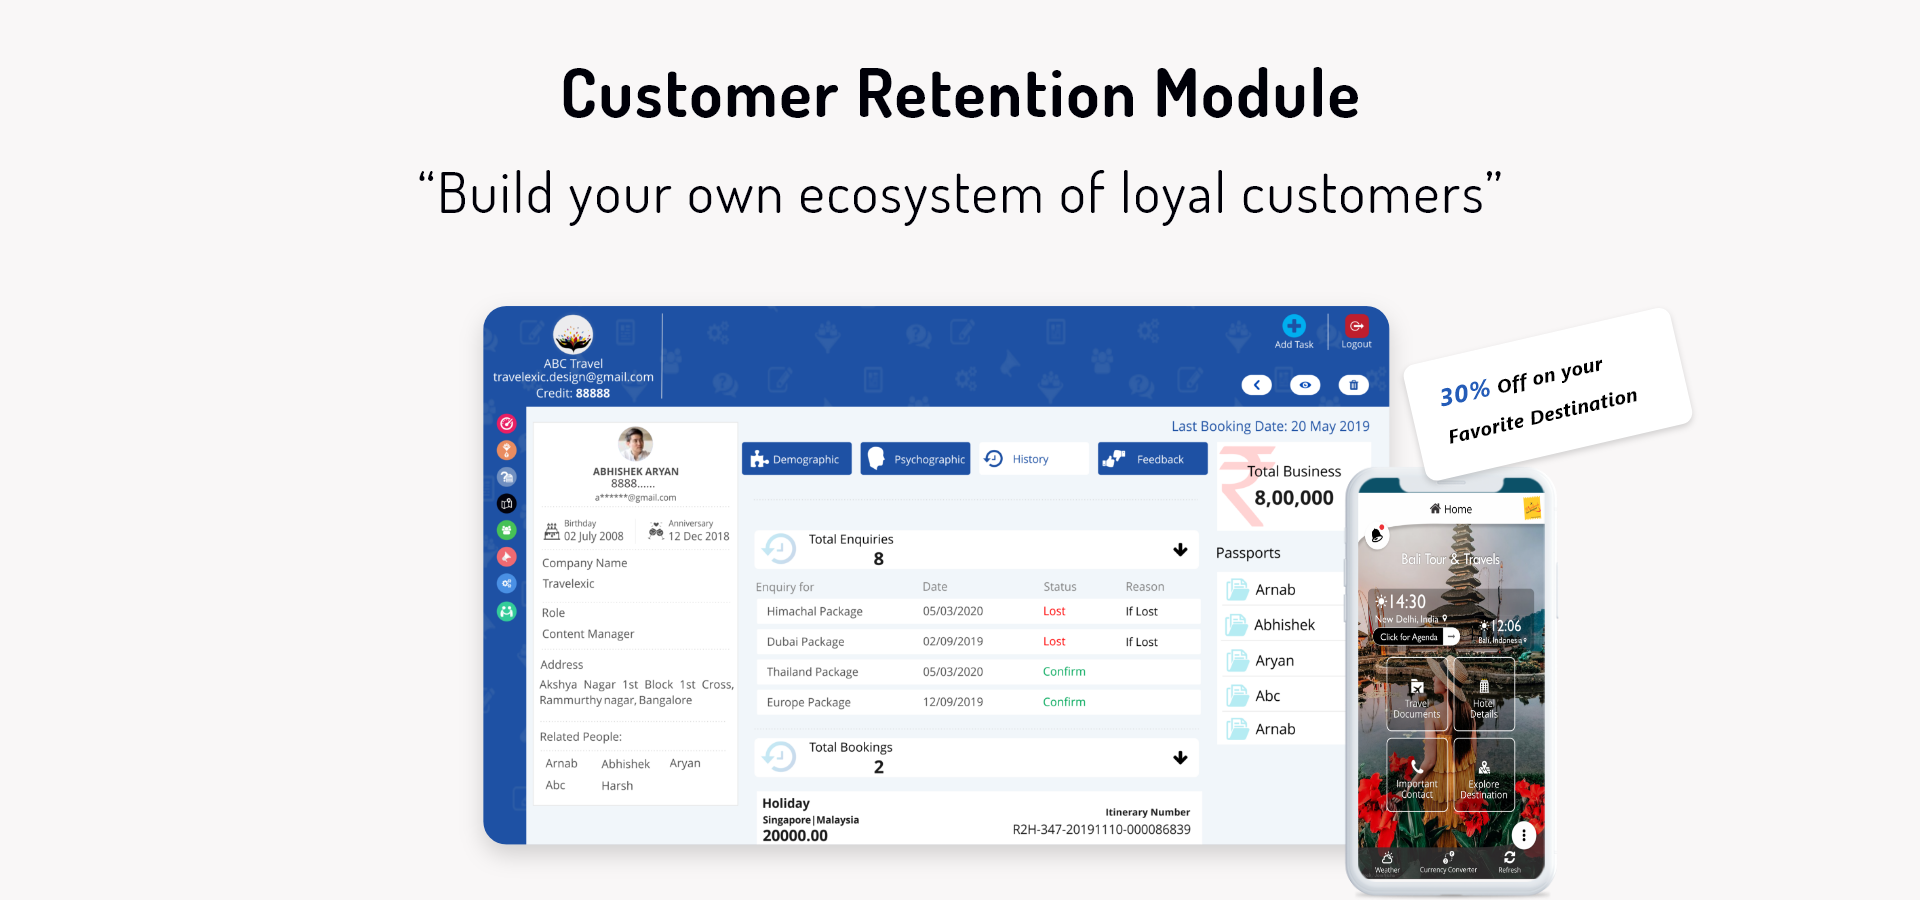 Customer Retention Module
“Build your own ecosystem of loyal customers”
ABC Travel
travelexic.design@gmail.com
Credit: 88888
Add Task
Logout
30% Off on your
Favorite Destination
Last Booking Date: 20 May 2019
ABHISHEK ARYAN
8888......
a******@gmail.com
Birthday
02 July 2008
Anniversary
12 Dec 2018
Company Name
Travelexic
Role
Content Manager
Address
Akshya Nagar 1st Block 1st Cross,
Rammurthy nagar, Bangalore
Related People:
Arnab Abhishek Aryan
Abc Harsh
Demographic Psychographic History Feedback
Total Enquiries
8
Enquiry for Date Status Reason
Himachal Package 05/03/2020 Lost If Lost
Dubai Package 02/09/2019 Lost If Lost
Thailand Package 05/03/2020 Confirm
Europe Package 12/09/2019 Confirm
Total Bookings
2
Holiday
Singapore|Malaysia
20000.00
Itinerary Number
R2H-347-20191110-000086839
Total Business
8,00,000
Passports
Arnab
Abhishek
Aryan
Abc
Arnab
Home
Bali Tour & Travels
14:30
New Delhi, India
Click for Agenda
12:06
Bali, Indonesia
Travel
Documents
Hotel
Details
Important
Contact
Explore
Destination
Weather Currency Converter Refresh